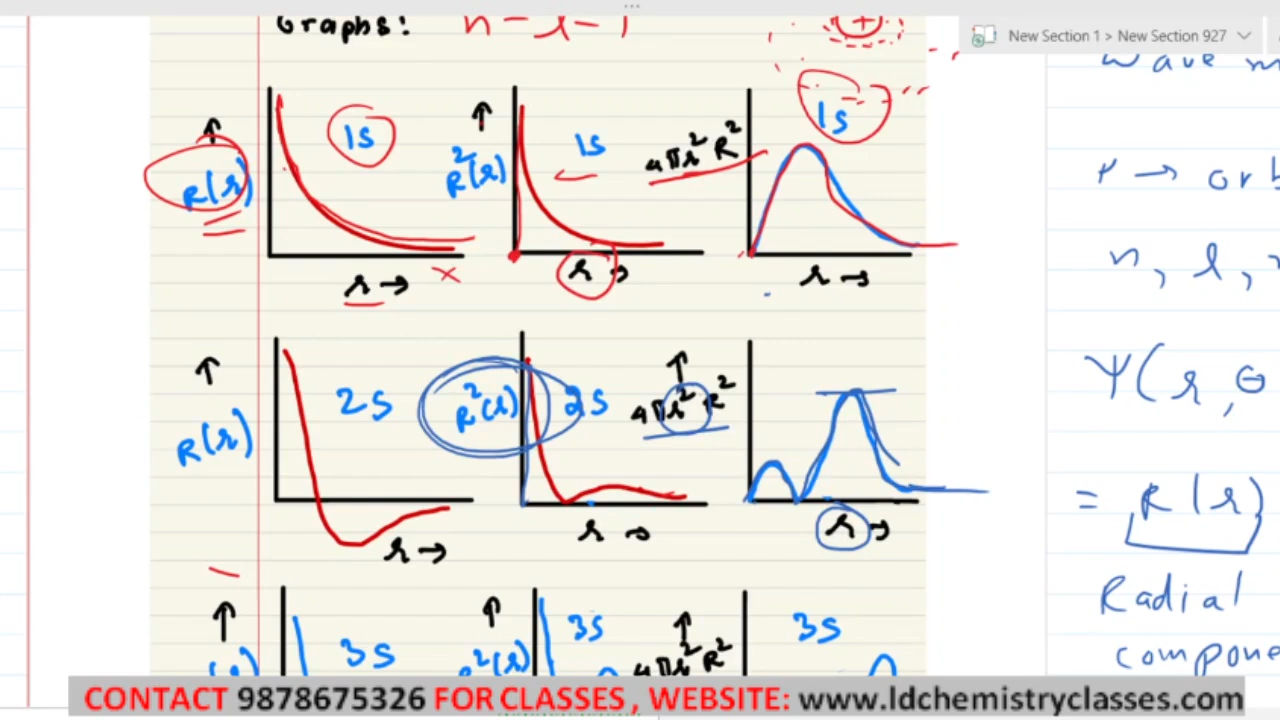 Graphs: n - l - 1
New Section 1 > New Section 927
Wave m
1s
R(r)
r →
1s
R²(r)
r →
1s
4πr²R²
r →
ψ → orb
n, l,
2s
R(r)
r →
2s
R²(r)
r →
4πr²R²
r →
Ψ(r, θ
= R(r)
Radial
compone
3s
3s
R²(r)
3s
4πr²R²
CONTACT 9878675326 FOR CLASSES , WEBSITE: www.ldchemistryclasses.com